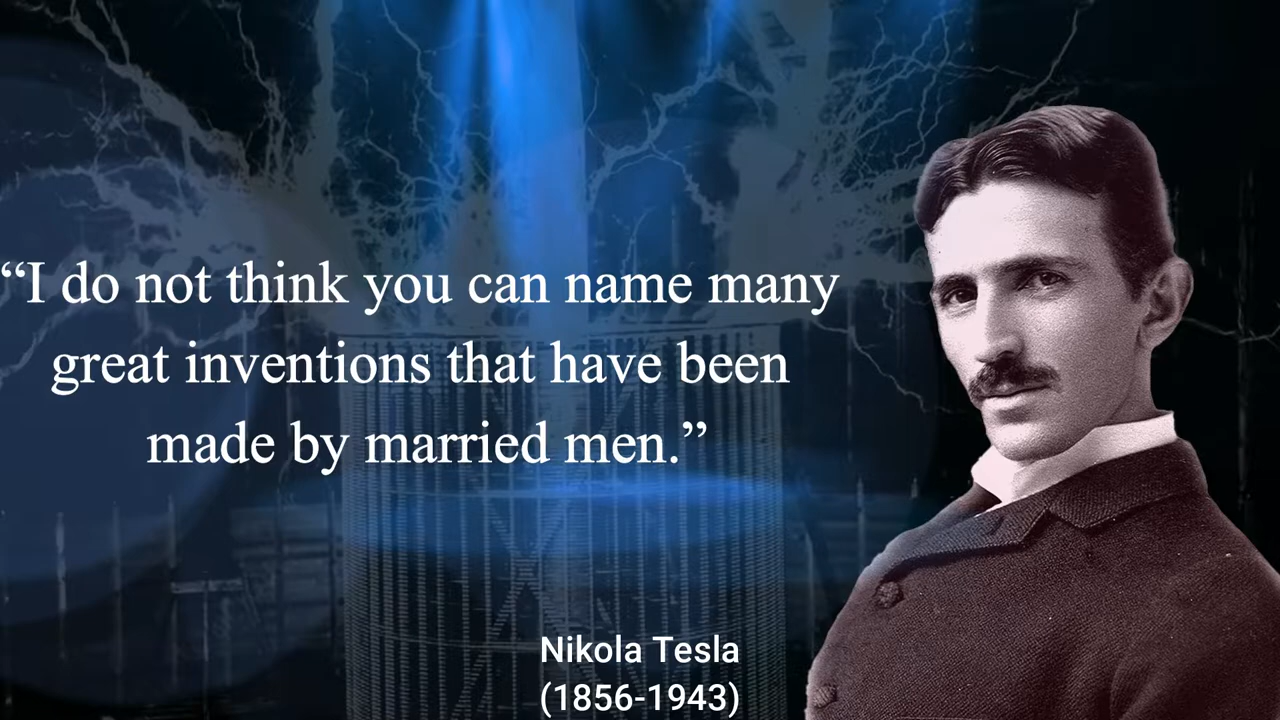 “I do not think you can name many
great inventions that have been
made by married men.”
Nikola Tesla
(1856-1943)